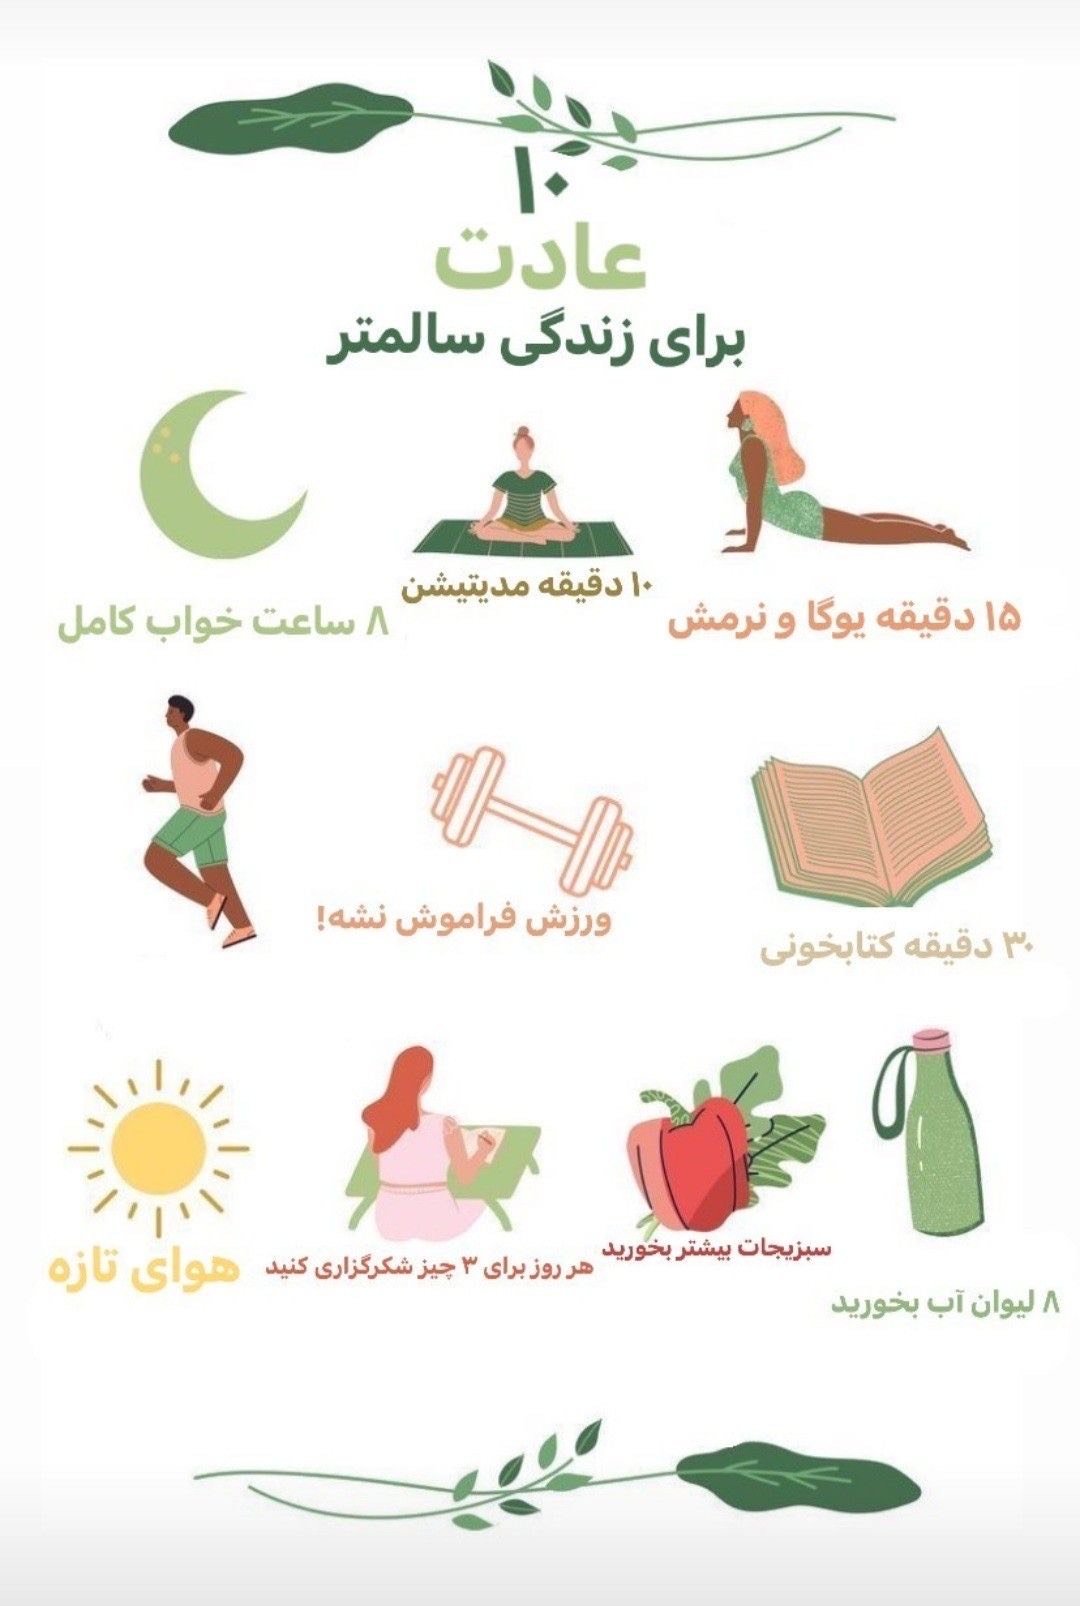 ۱۰
عادت
برای زندگی سالمتر
۱۵ دقیقه یوگا و نرمش
۱۰ دقیقه مدیتیشن
۸ ساعت خواب کامل
۳۰ دقیقه کتابخونی
ورزش فراموش نشه!
۸ لیوان آب بخورید
سبزیجات بیشتر بخورید
هر روز برای ۳ چیز شکرگزاری کنید
هوای تازه